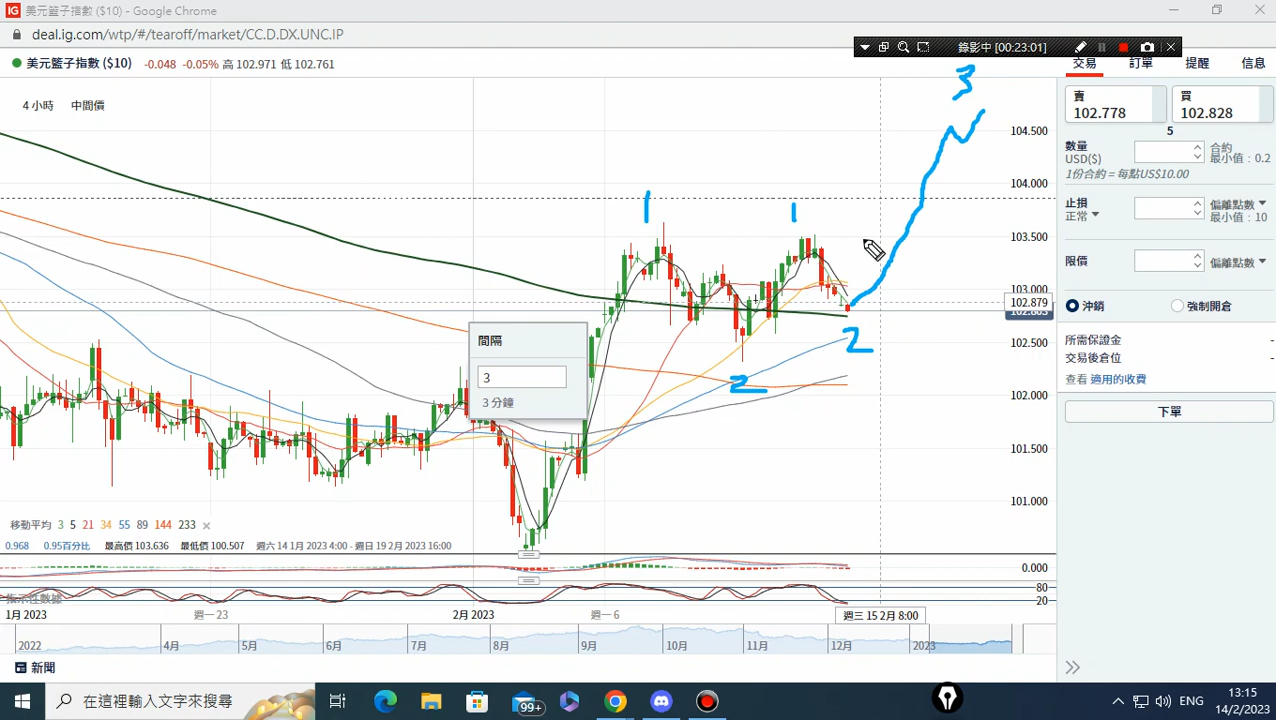 IG 美元籃子指數 ($10) - Google Chrome
deal.ig.com/wtp/#/tearoff/market/CC.D.DX.UNC.IP
錄影中 [00:23:01]
美元籃子指數 ($10) -0.048 -0.05% 高 102.971 低 102.761
交易 訂單 提醒 信息
4 小時 中間價
3
1 1
2
2
104.500
104.000
103.500
103.000
102.879
102.803
102.500
102.000
101.500
101.000
間隔
3
3 分鐘
移動平均 3 5 21 34 55 89 144 233
0.968 0.95百分比 最高價 103.636 最低價 100.507 週六 14 1月 2023 4:00 - 週日 19 2月 2023 16:00
0.000
80
20
指示性數據
1月 2023 週一 23 2月 2023 週一 6 週三 15 2月 8:00
2022 4月 5月 6月 7月 8月 9月 10月 11月 12月 2023
賣 102.778
買 102.828
5
數量 合約
USD($) 最小值 : 0.2
1份合約 = 每點US$10.00
止損 偏離點數
正常 最小值 : 10
限價 偏離點數
沖銷 強制開倉
所需保證金 -
交易後倉位 -
查看 適用的收費
下單
新聞
在這裡輸入文字來搜尋
99+
ENG
13:15
14/2/2023